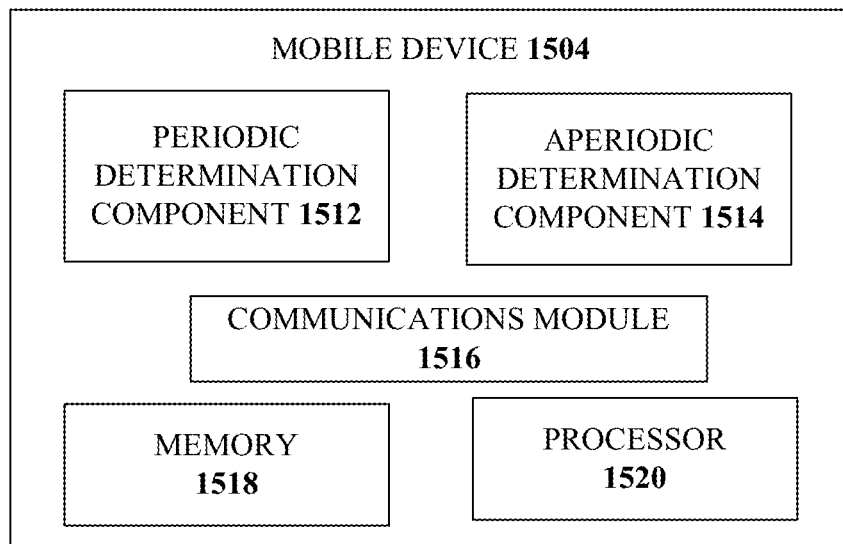 MOBILE DEVICE 1504
PERIODIC
DETERMINATION
COMPONENT 1512
APERIODIC
DETERMINATION
COMPONENT 1514
COMMUNICATIONS MODULE
1516
MEMORY
1518
PROCESSOR
1520